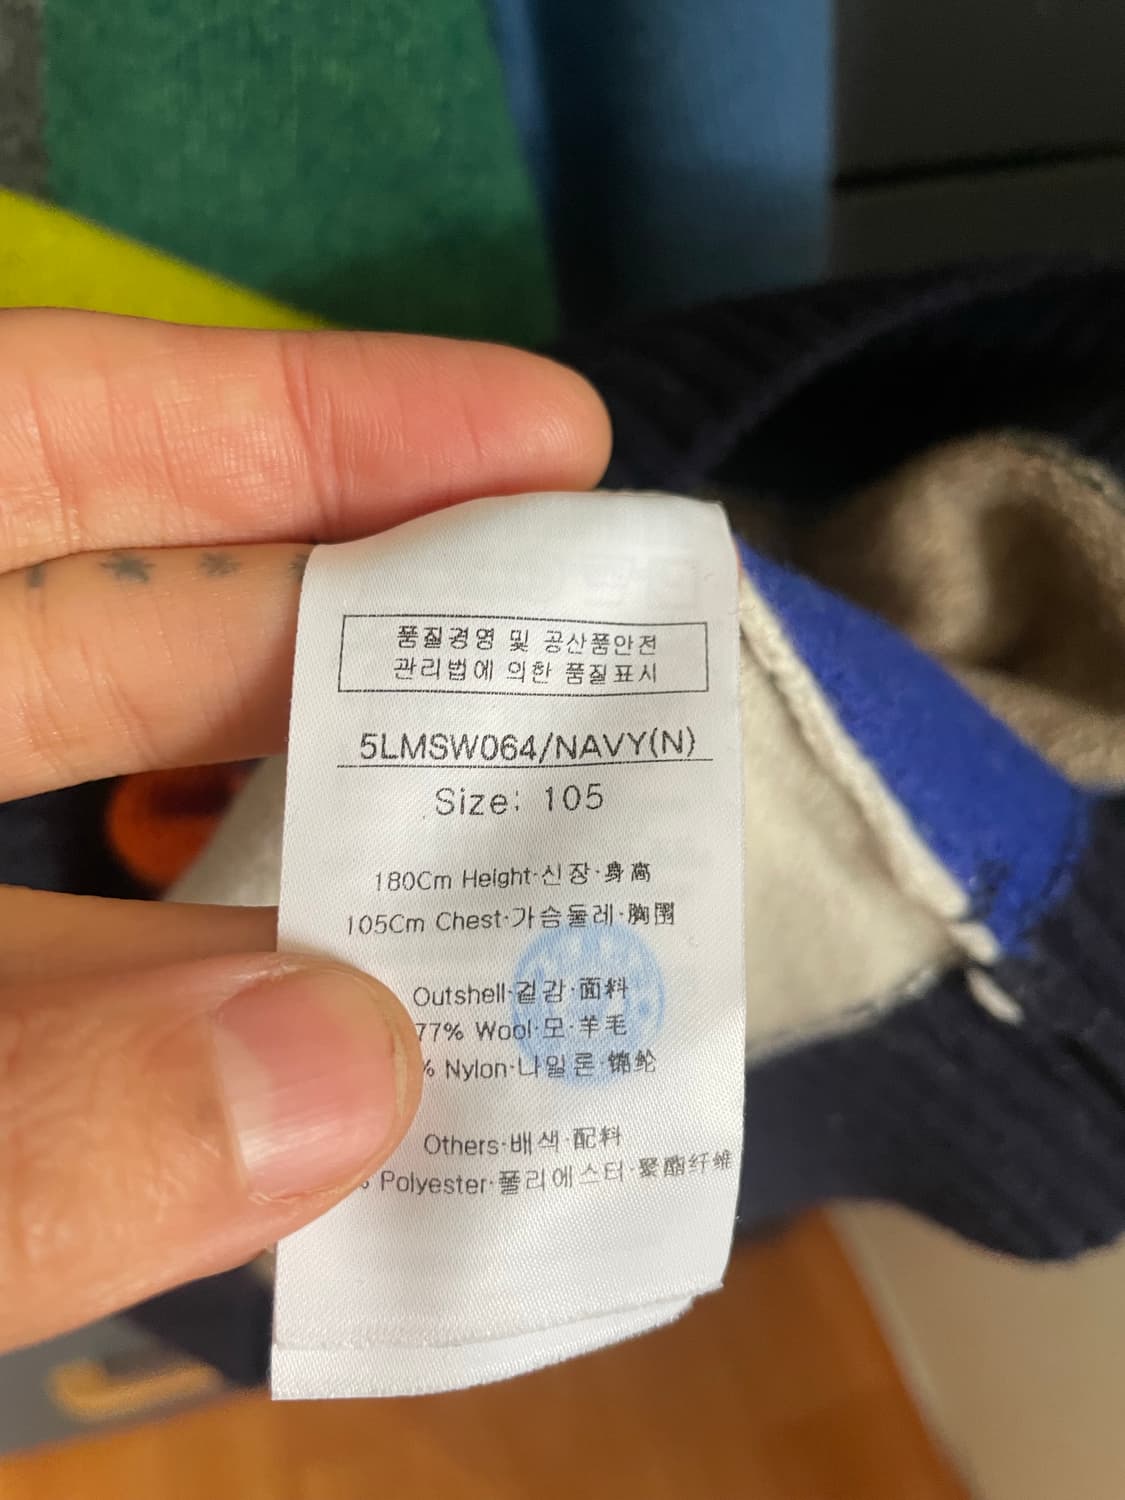 품질경영 및 공산품안전
관리법에 의한 품질표시
5LMSW064/NAVY(N)
Size: 105
180Cm Height·신장·身高
105Cm Chest·가슴둘레·胸围
Outshell·겉감·面料
77% Wool·모·羊毛
% Nylon·나일론·锦纶
Others·배색·配料
% Polyester·폴리에스터·聚酯纤维